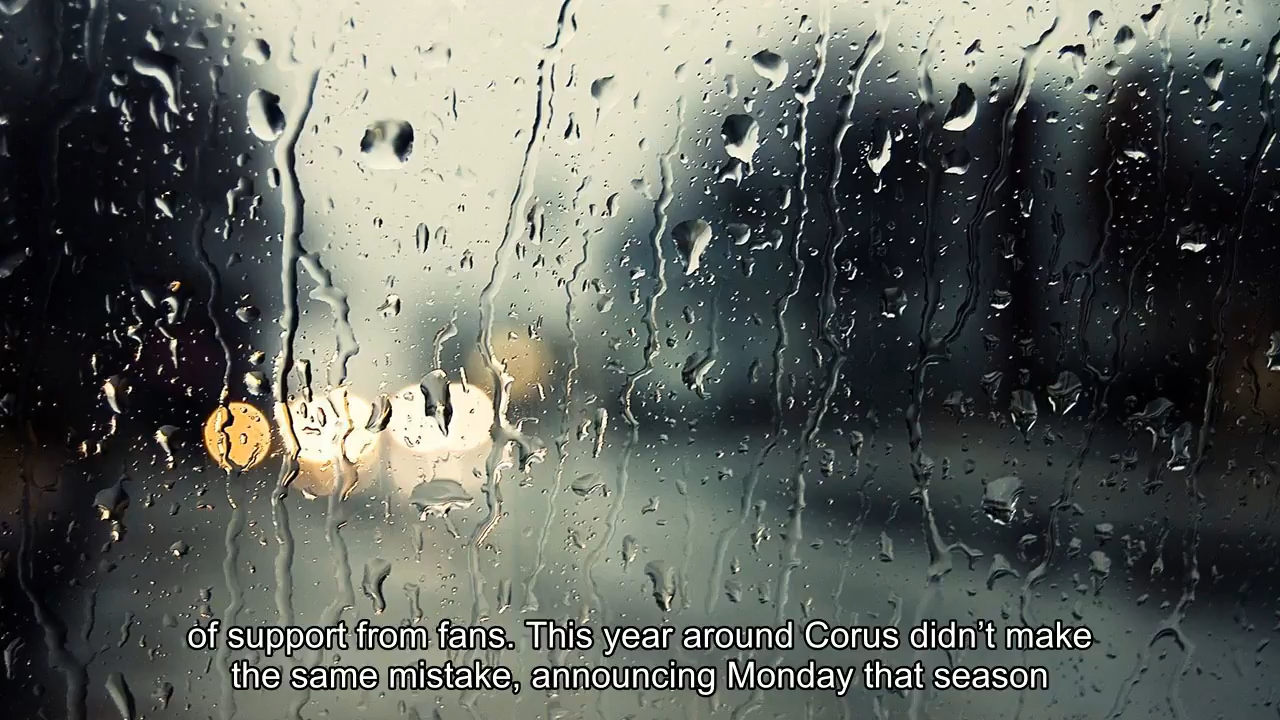 of support from fans. This year around Corus didn’t make
the same mistake, announcing Monday that season